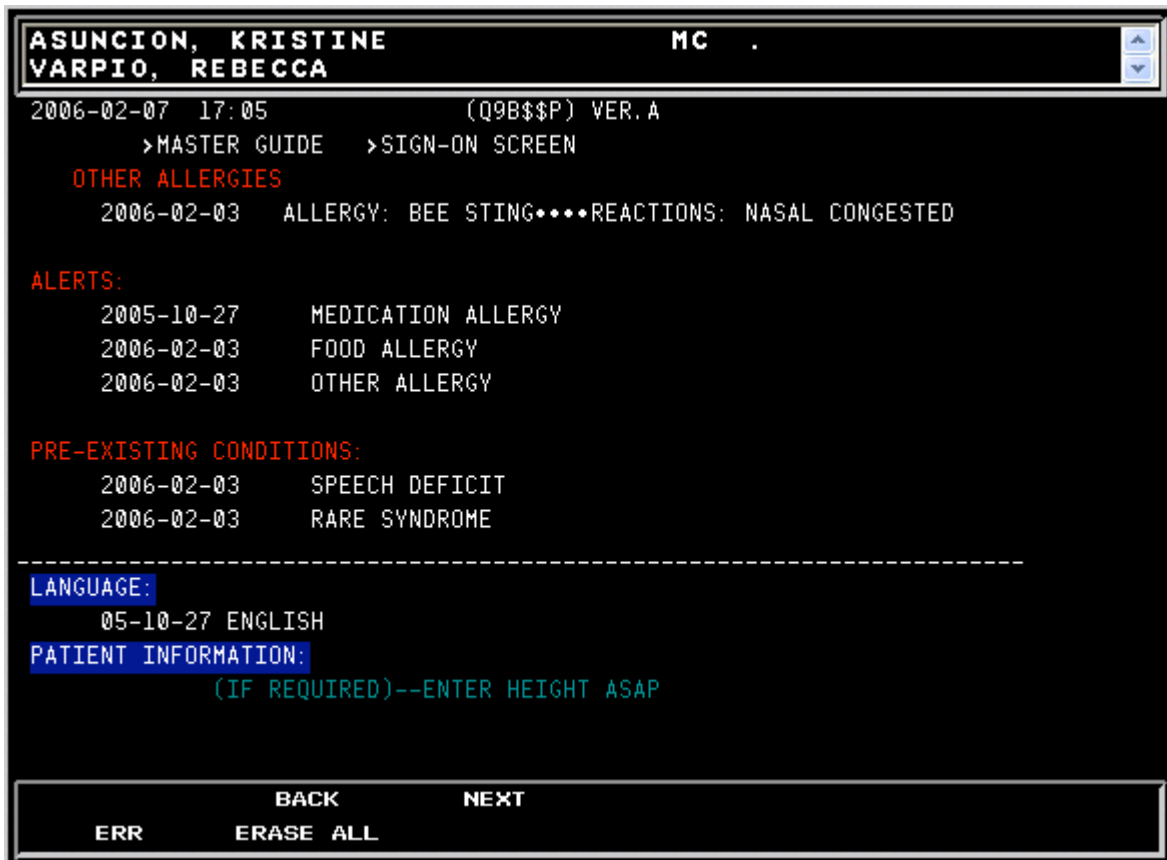 ASUNCION, KRISTINE MC .
VARPIO, REBECCA
2006-02-07 17:05 (Q9B$$P) VER.A
>MASTER GUIDE >SIGN-ON SCREEN
OTHER ALLERGIES
2006-02-03 ALLERGY: BEE STING••••REACTIONS: NASAL CONGESTED
ALERTS:
2005-10-27 MEDICATION ALLERGY
2006-02-03 FOOD ALLERGY
2006-02-03 OTHER ALLERGY
PRE-EXISTING CONDITIONS:
2006-02-03 SPEECH DEFICIT
2006-02-03 RARE SYNDROME
--------------------------------------------------------------------------
LANGUAGE:
05-10-27 ENGLISH
PATIENT INFORMATION:
(IF REQUIRED)--ENTER HEIGHT ASAP
BACK NEXT
ERR ERASE ALL